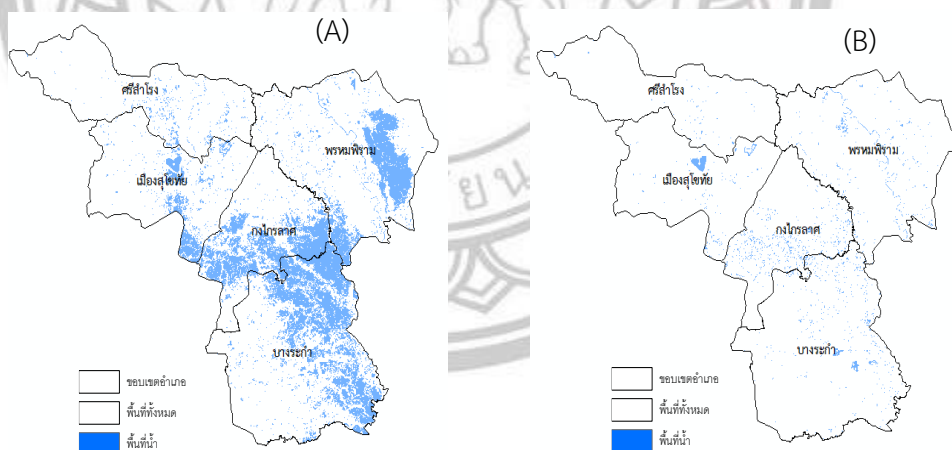 (A)
ศรีสำโรง
พรหมพิราม
เมืองสุโขทัย
กงไกรลาศ
บางระกำ
ขอบเขตอำเภอ
พื้นที่ทั้งหมด
พื้นที่น้ำ
(B)
ศรีสำโรง
พรหมพิราม
เมืองสุโขทัย
กงไกรลาศ
บางระกำ
ขอบเขตอำเภอ
พื้นที่ทั้งหมด
พื้นที่น้ำ